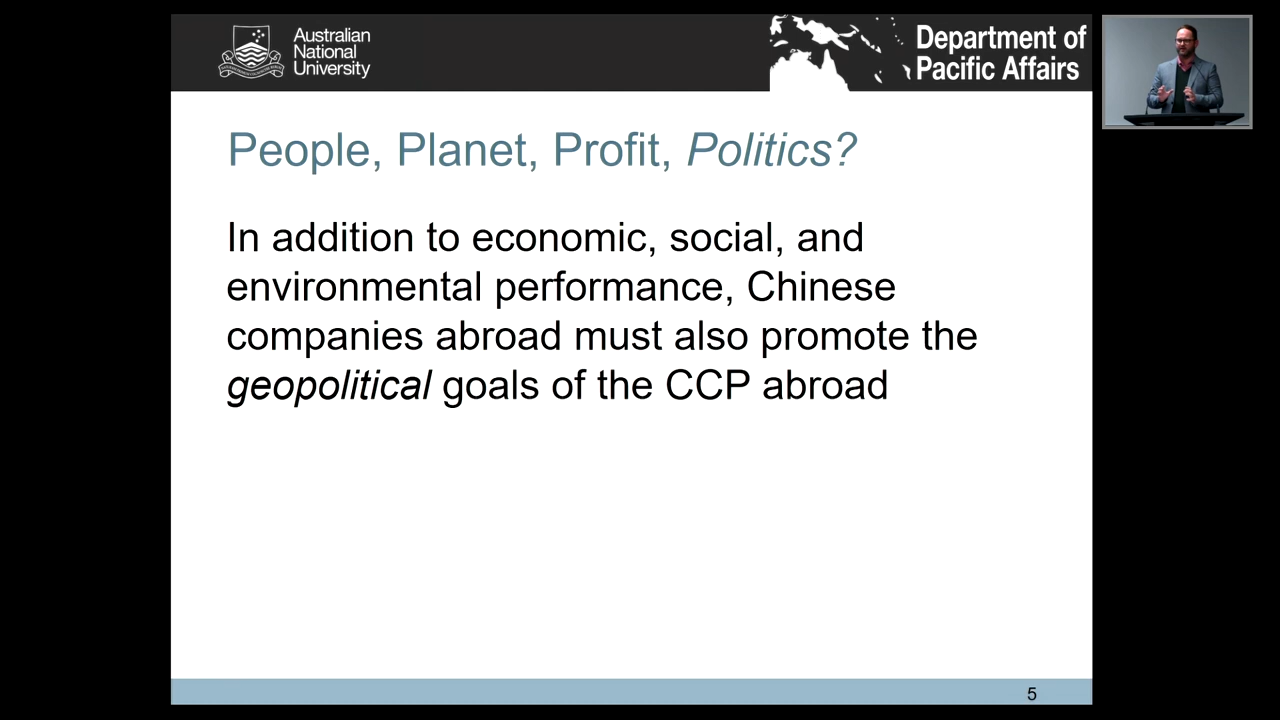 Australian
National
University
Department of
Pacific Affairs
People, Planet, Profit, Politics?
In addition to economic, social, and
environmental performance, Chinese
companies abroad must also promote the
geopolitical goals of the CCP abroad
5